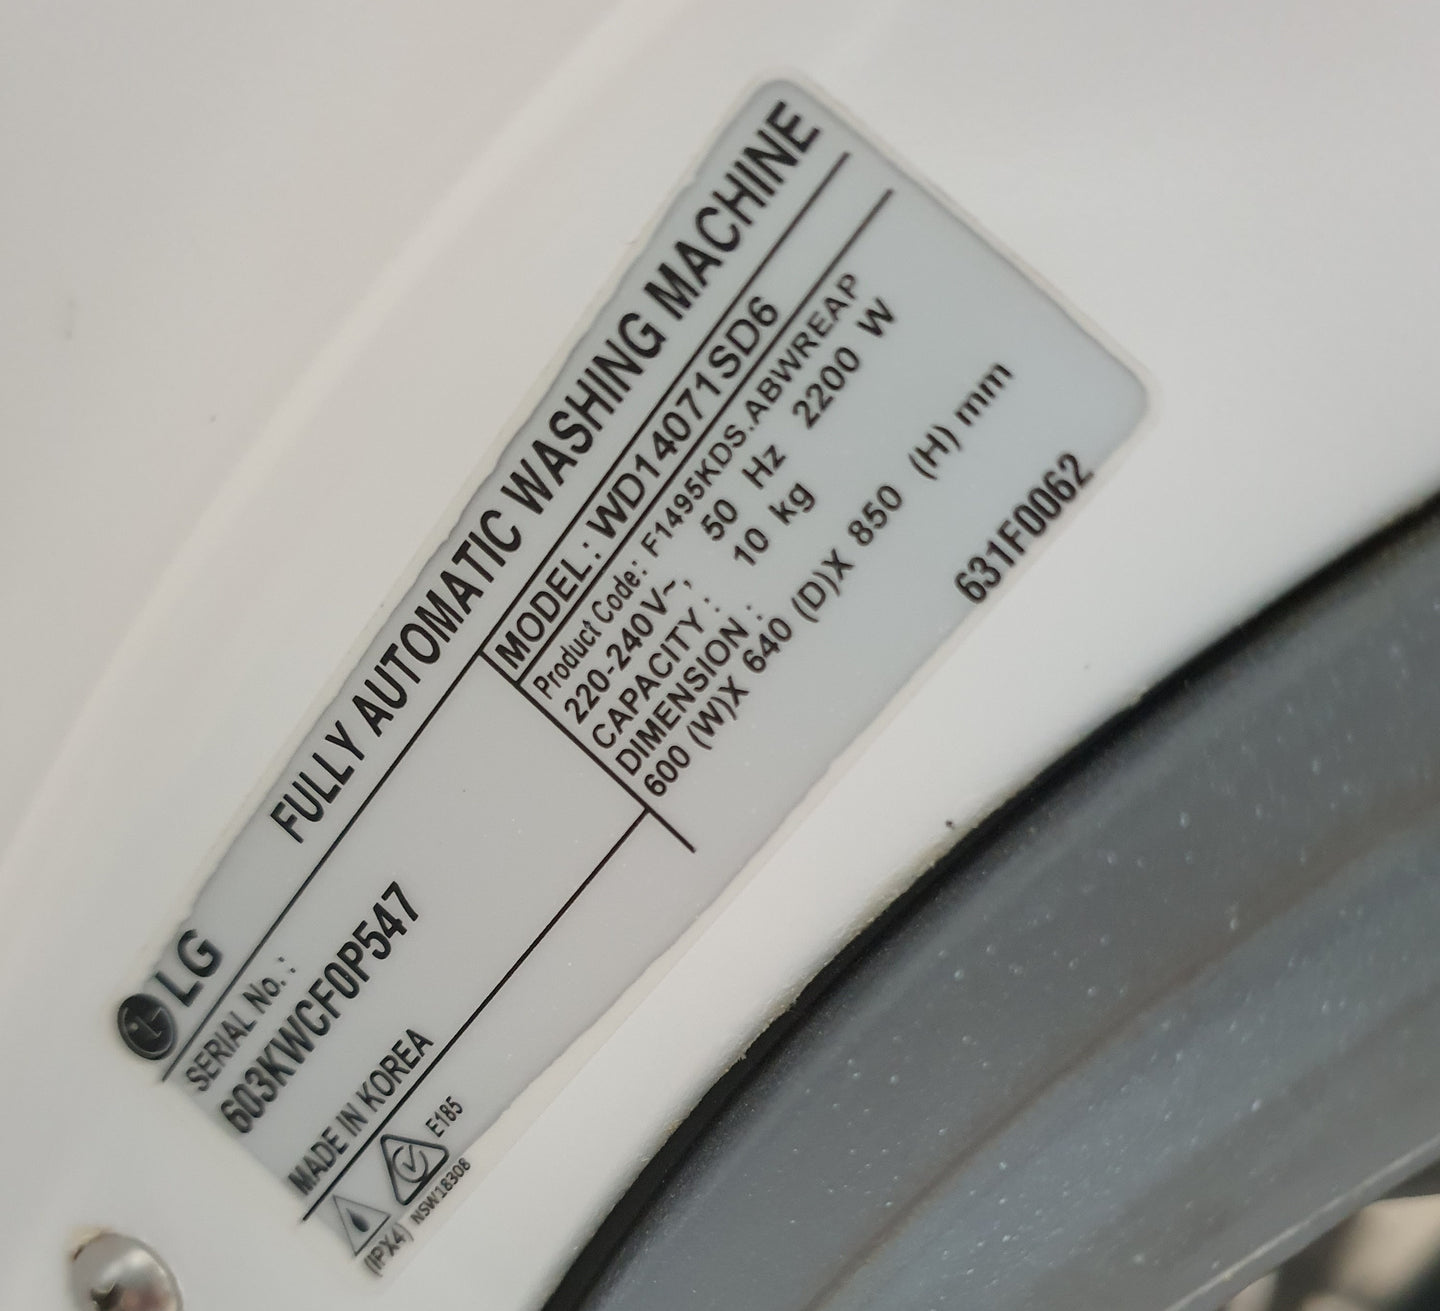 LG FULLY AUTOMATIC WASHING MACHINE
SERIAL No. :
603KWCF0P547
MODEL : WD14071SD6
Product Code: F1495KDS.ABWREAP
220-240V~, 50 Hz 2200 W
CAPACITY : 10 kg
DIMENSION :
600 (W)X 640 (D)X 850 (H) mm
MADE IN KOREA
631F0062
E185
(IPX4) NSW18308